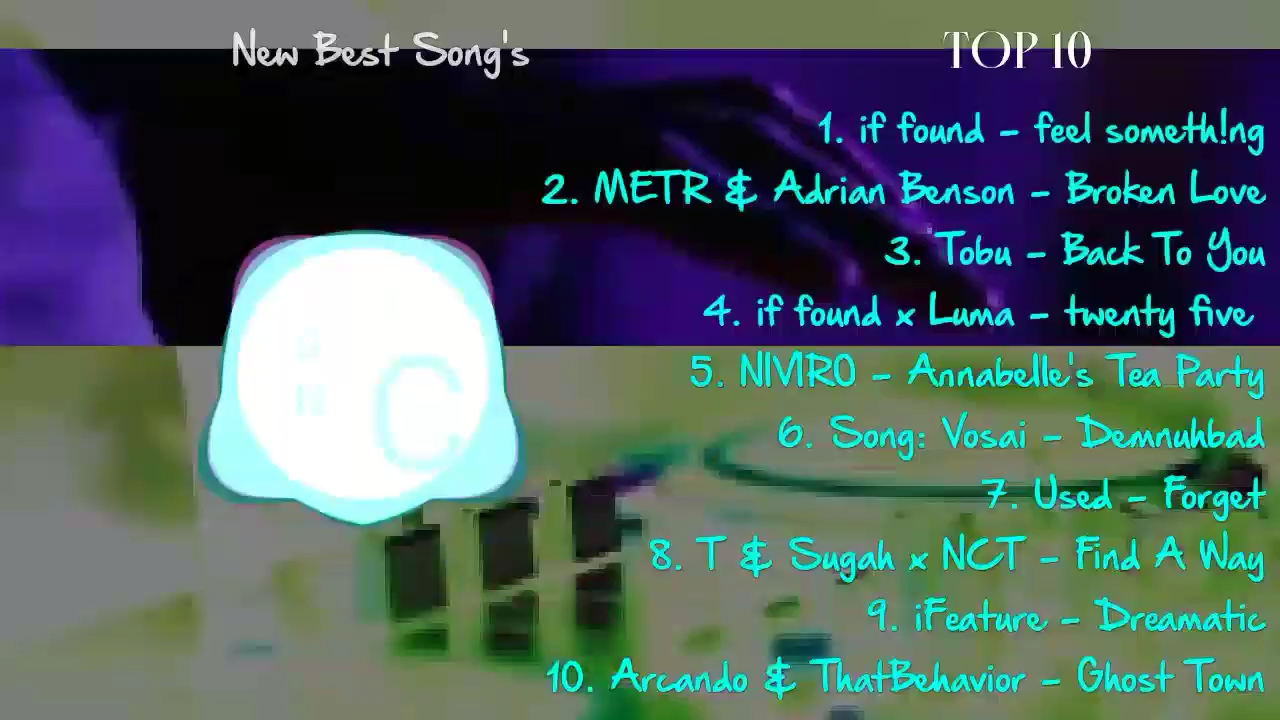 New Best Song's
TOP 10
1. if found - feel someth!ng
2. METR & Adrian Benson - Broken Love
3. Tobu - Back To You
4. if found x Luma - twenty five
5. NIVIRO - Annabelle's Tea Party
6. Song: Vosai - Demnuhbad
7. Used - Forget
8. T & Sugah x NCT - Find A Way
9. iFeature - Dreamatic
10. Arcando & ThatBehavior - Ghost Town